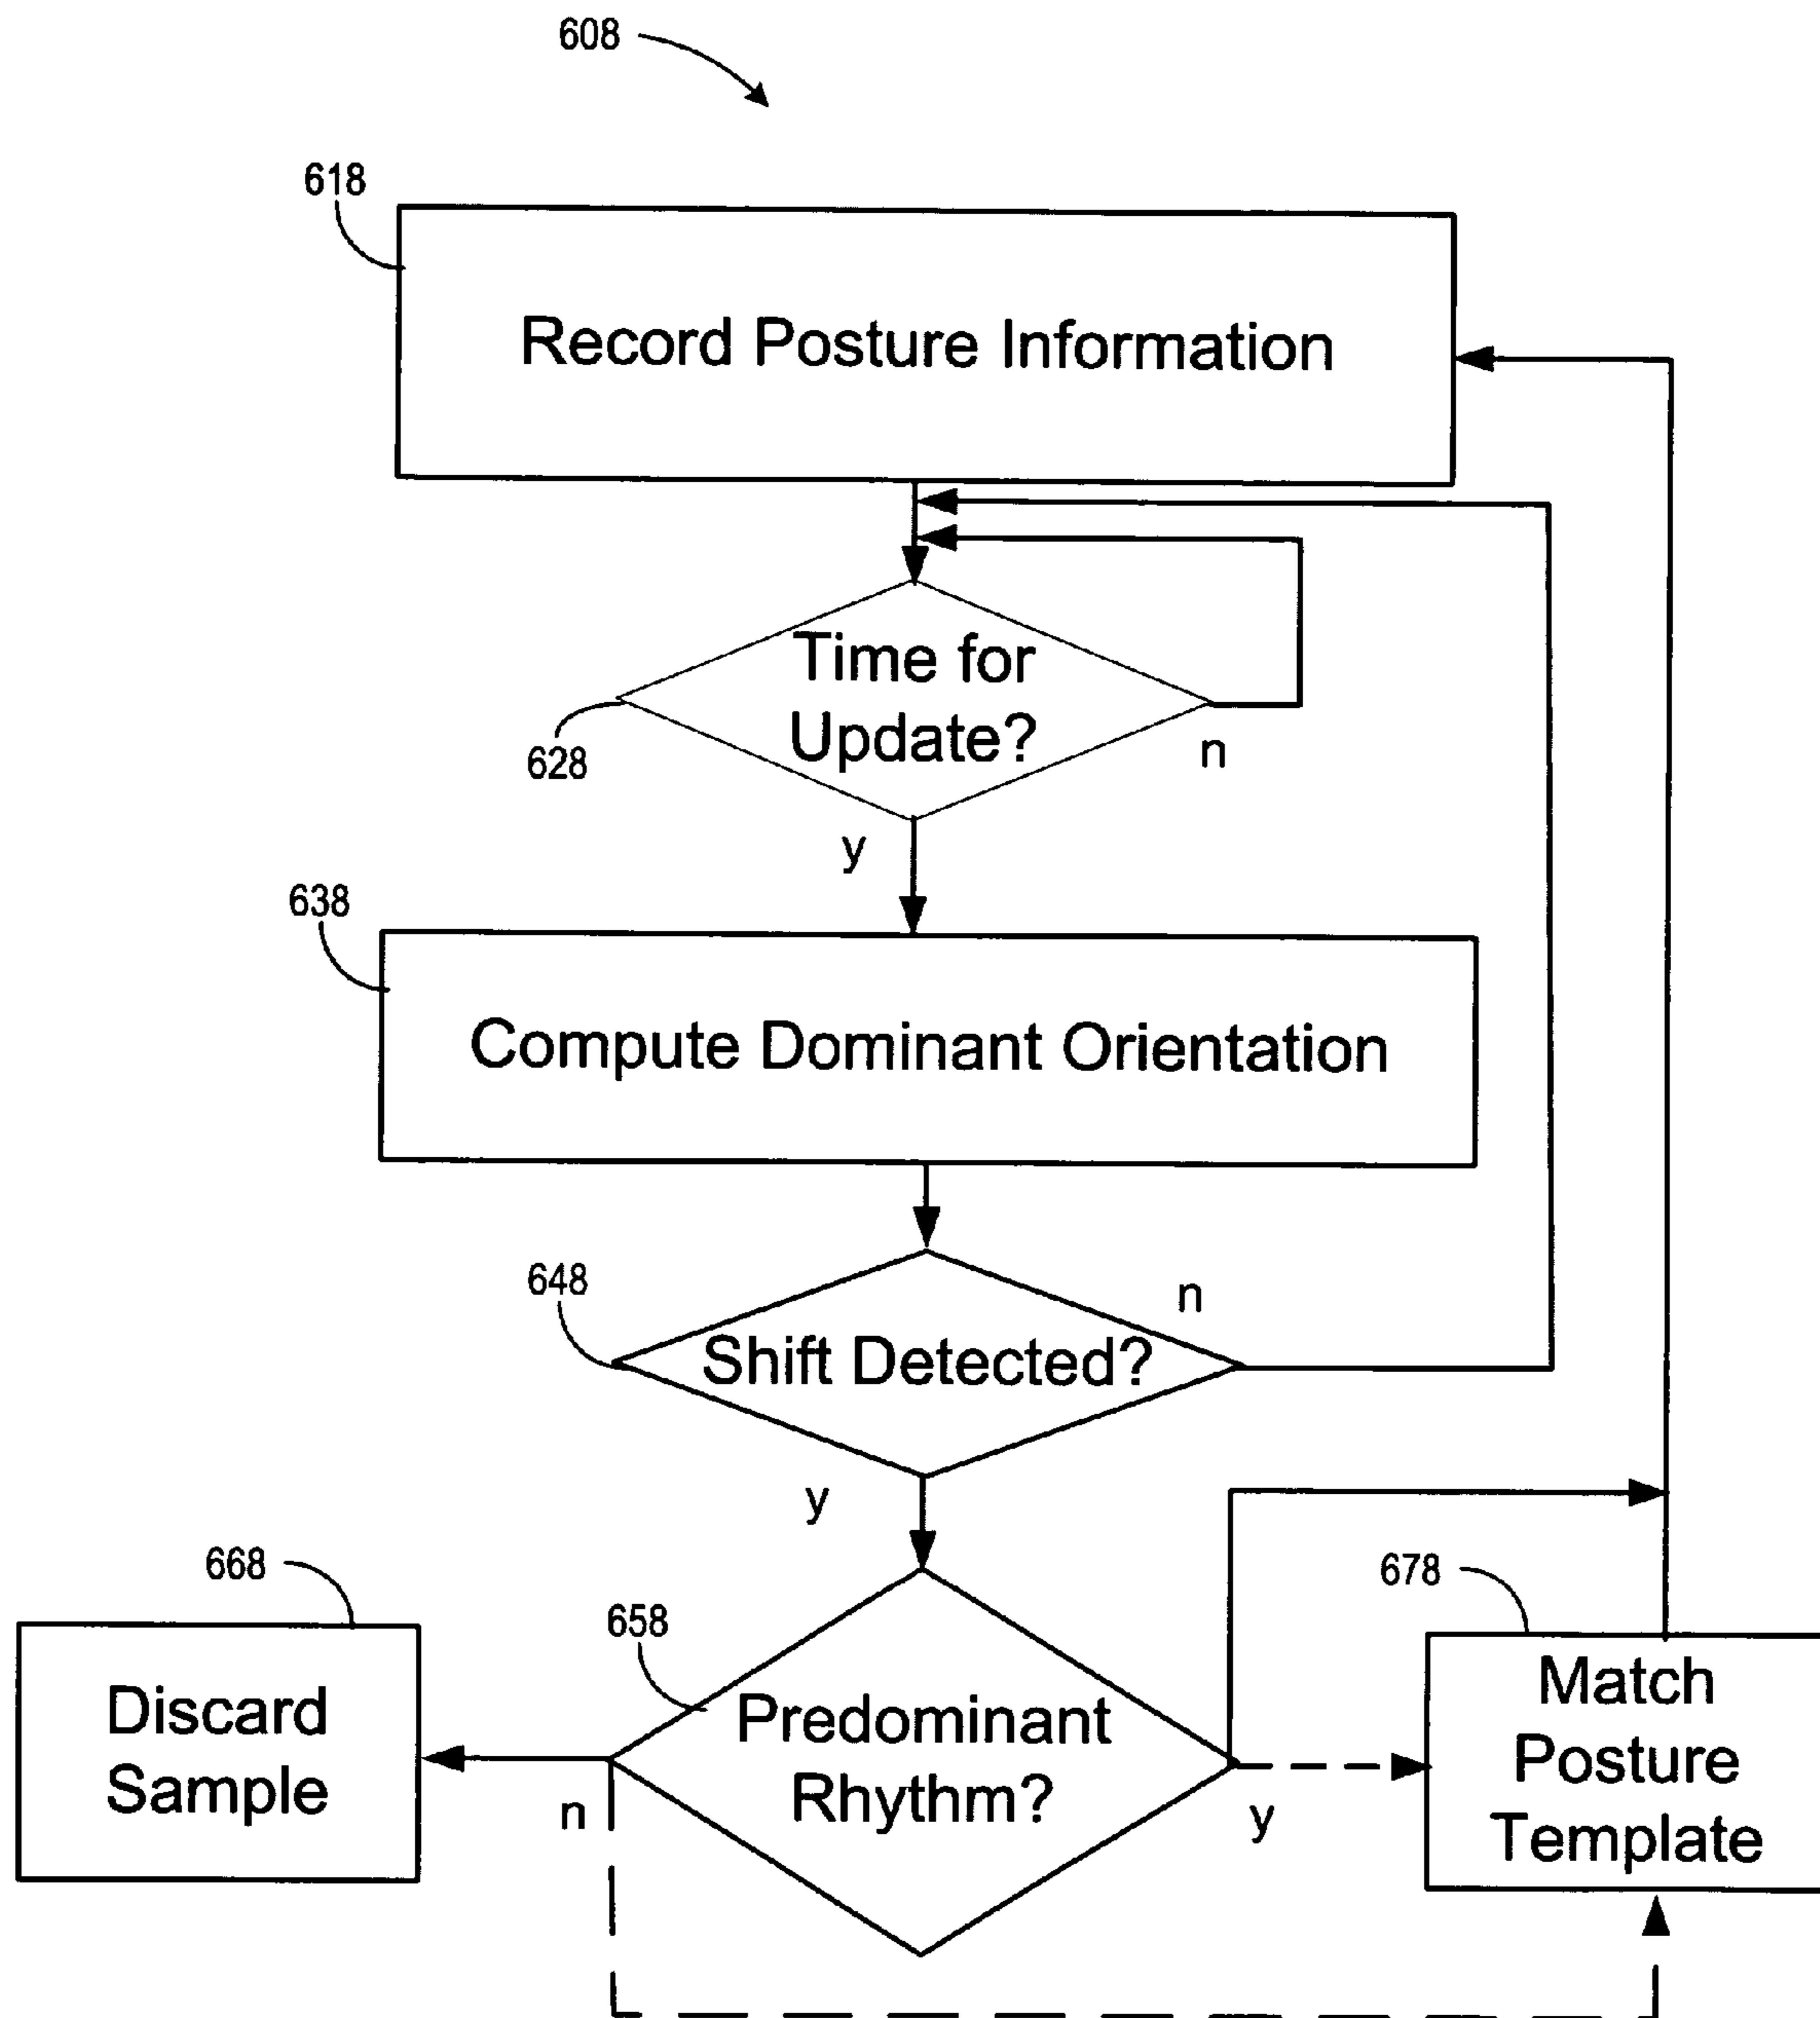 608
618
Record Posture Information
Time for
Update?
628
n
y
638
Compute Dominant Orientation
648
n
Shift Detected?
y
668
678
658
Discard
Sample
Predominant
Rhythm?
n
y
Match
Posture
Template